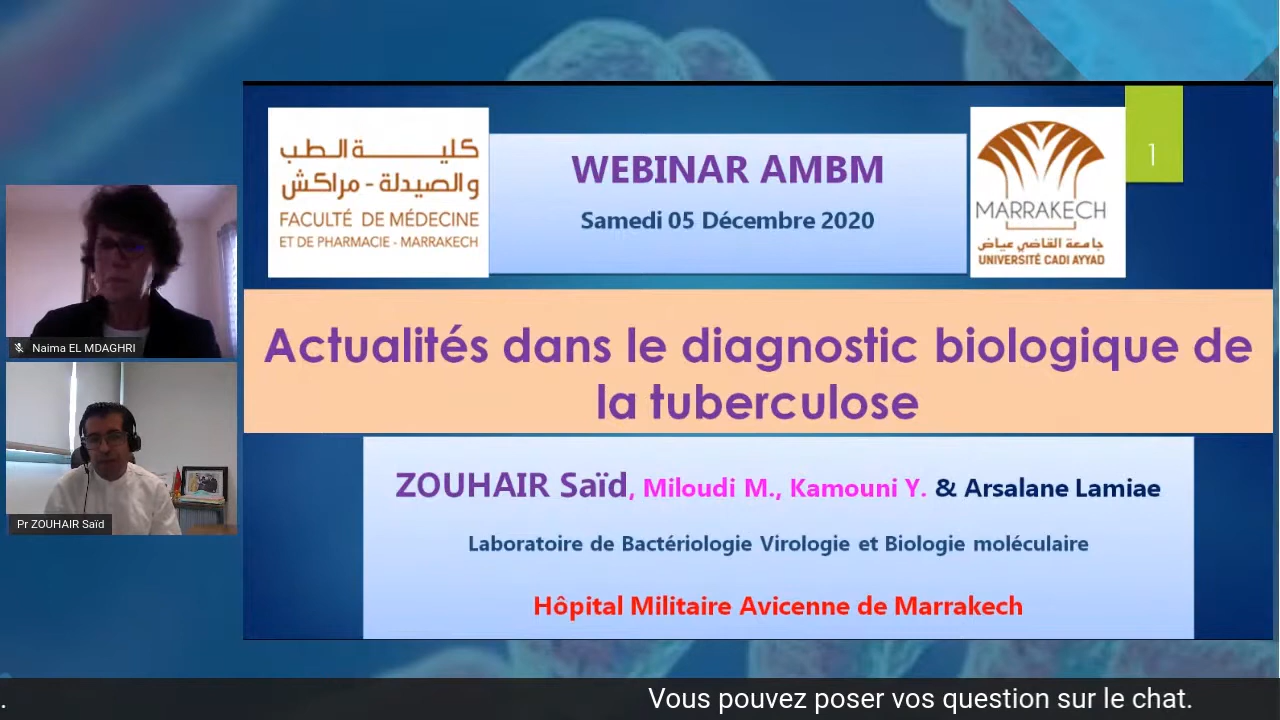 كلية الطب
والصيدلة - مراكش
FACULTÉ DE MÉDECINE
ET DE PHARMACIE - MARRAKECH
WEBINAR AMBM
Samedi 05 Décembre 2020
MARRAKECH
جامعة القاضي عياض
UNIVERSITÉ CADI AYYAD
1
Actualités dans le diagnostic biologique de
la tuberculose
ZOUHAIR Saïd, Miloudi M., Kamouni Y. & Arsalane Lamiae
Laboratoire de Bactériologie Virologie et Biologie moléculaire
Hôpital Militaire Avicenne de Marrakech
Naima EL MDAGHRI
Pr ZOUHAIR Saïd
. Vous pouvez poser vos question sur le chat.